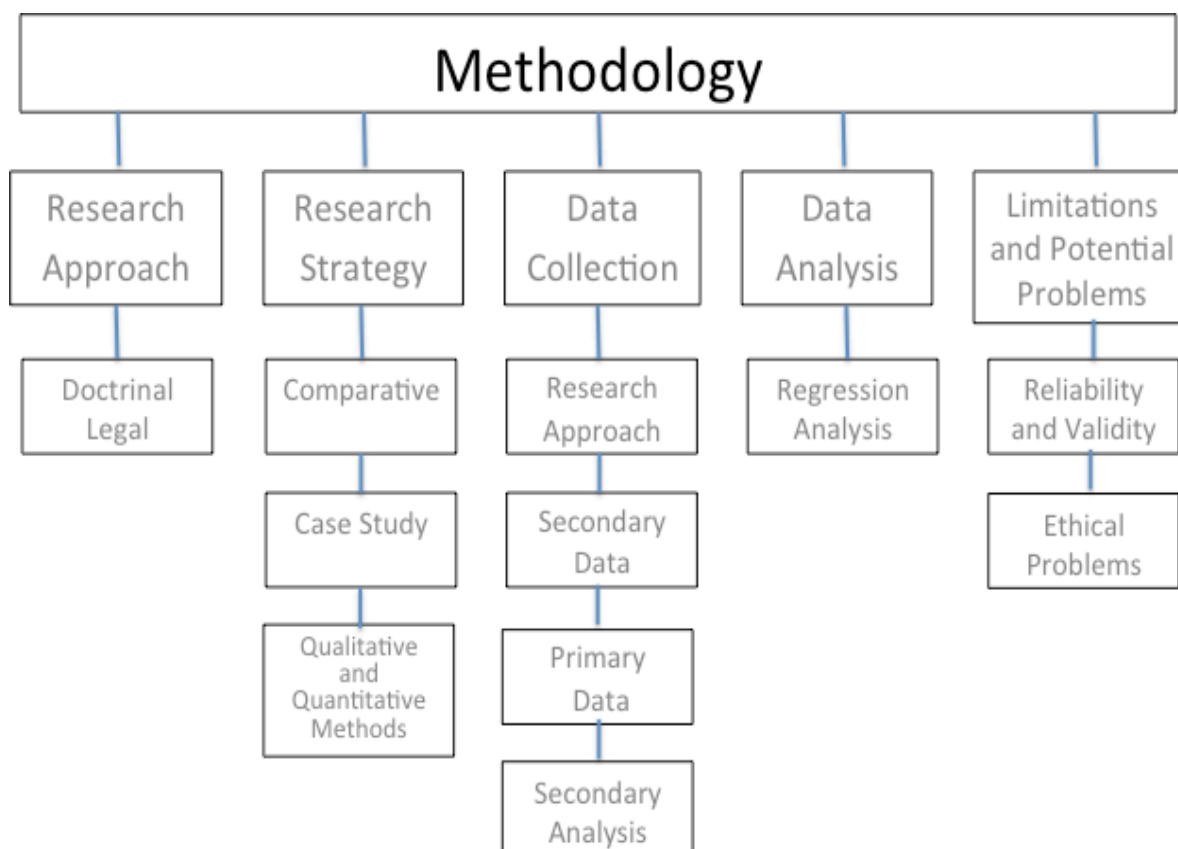 Methodology
Research
Approach
Research
Strategy
Data
Collection
Data
Analysis
Limitations
and Potential
Problems
Doctrinal
Legal
Comparative
Research
Approach
Regression
Analysis
Reliability
and Validity
Case Study
Secondary
Data
Ethical
Problems
Qualitative
and
Quantitative
Methods
Primary
Data
Secondary
Analysis